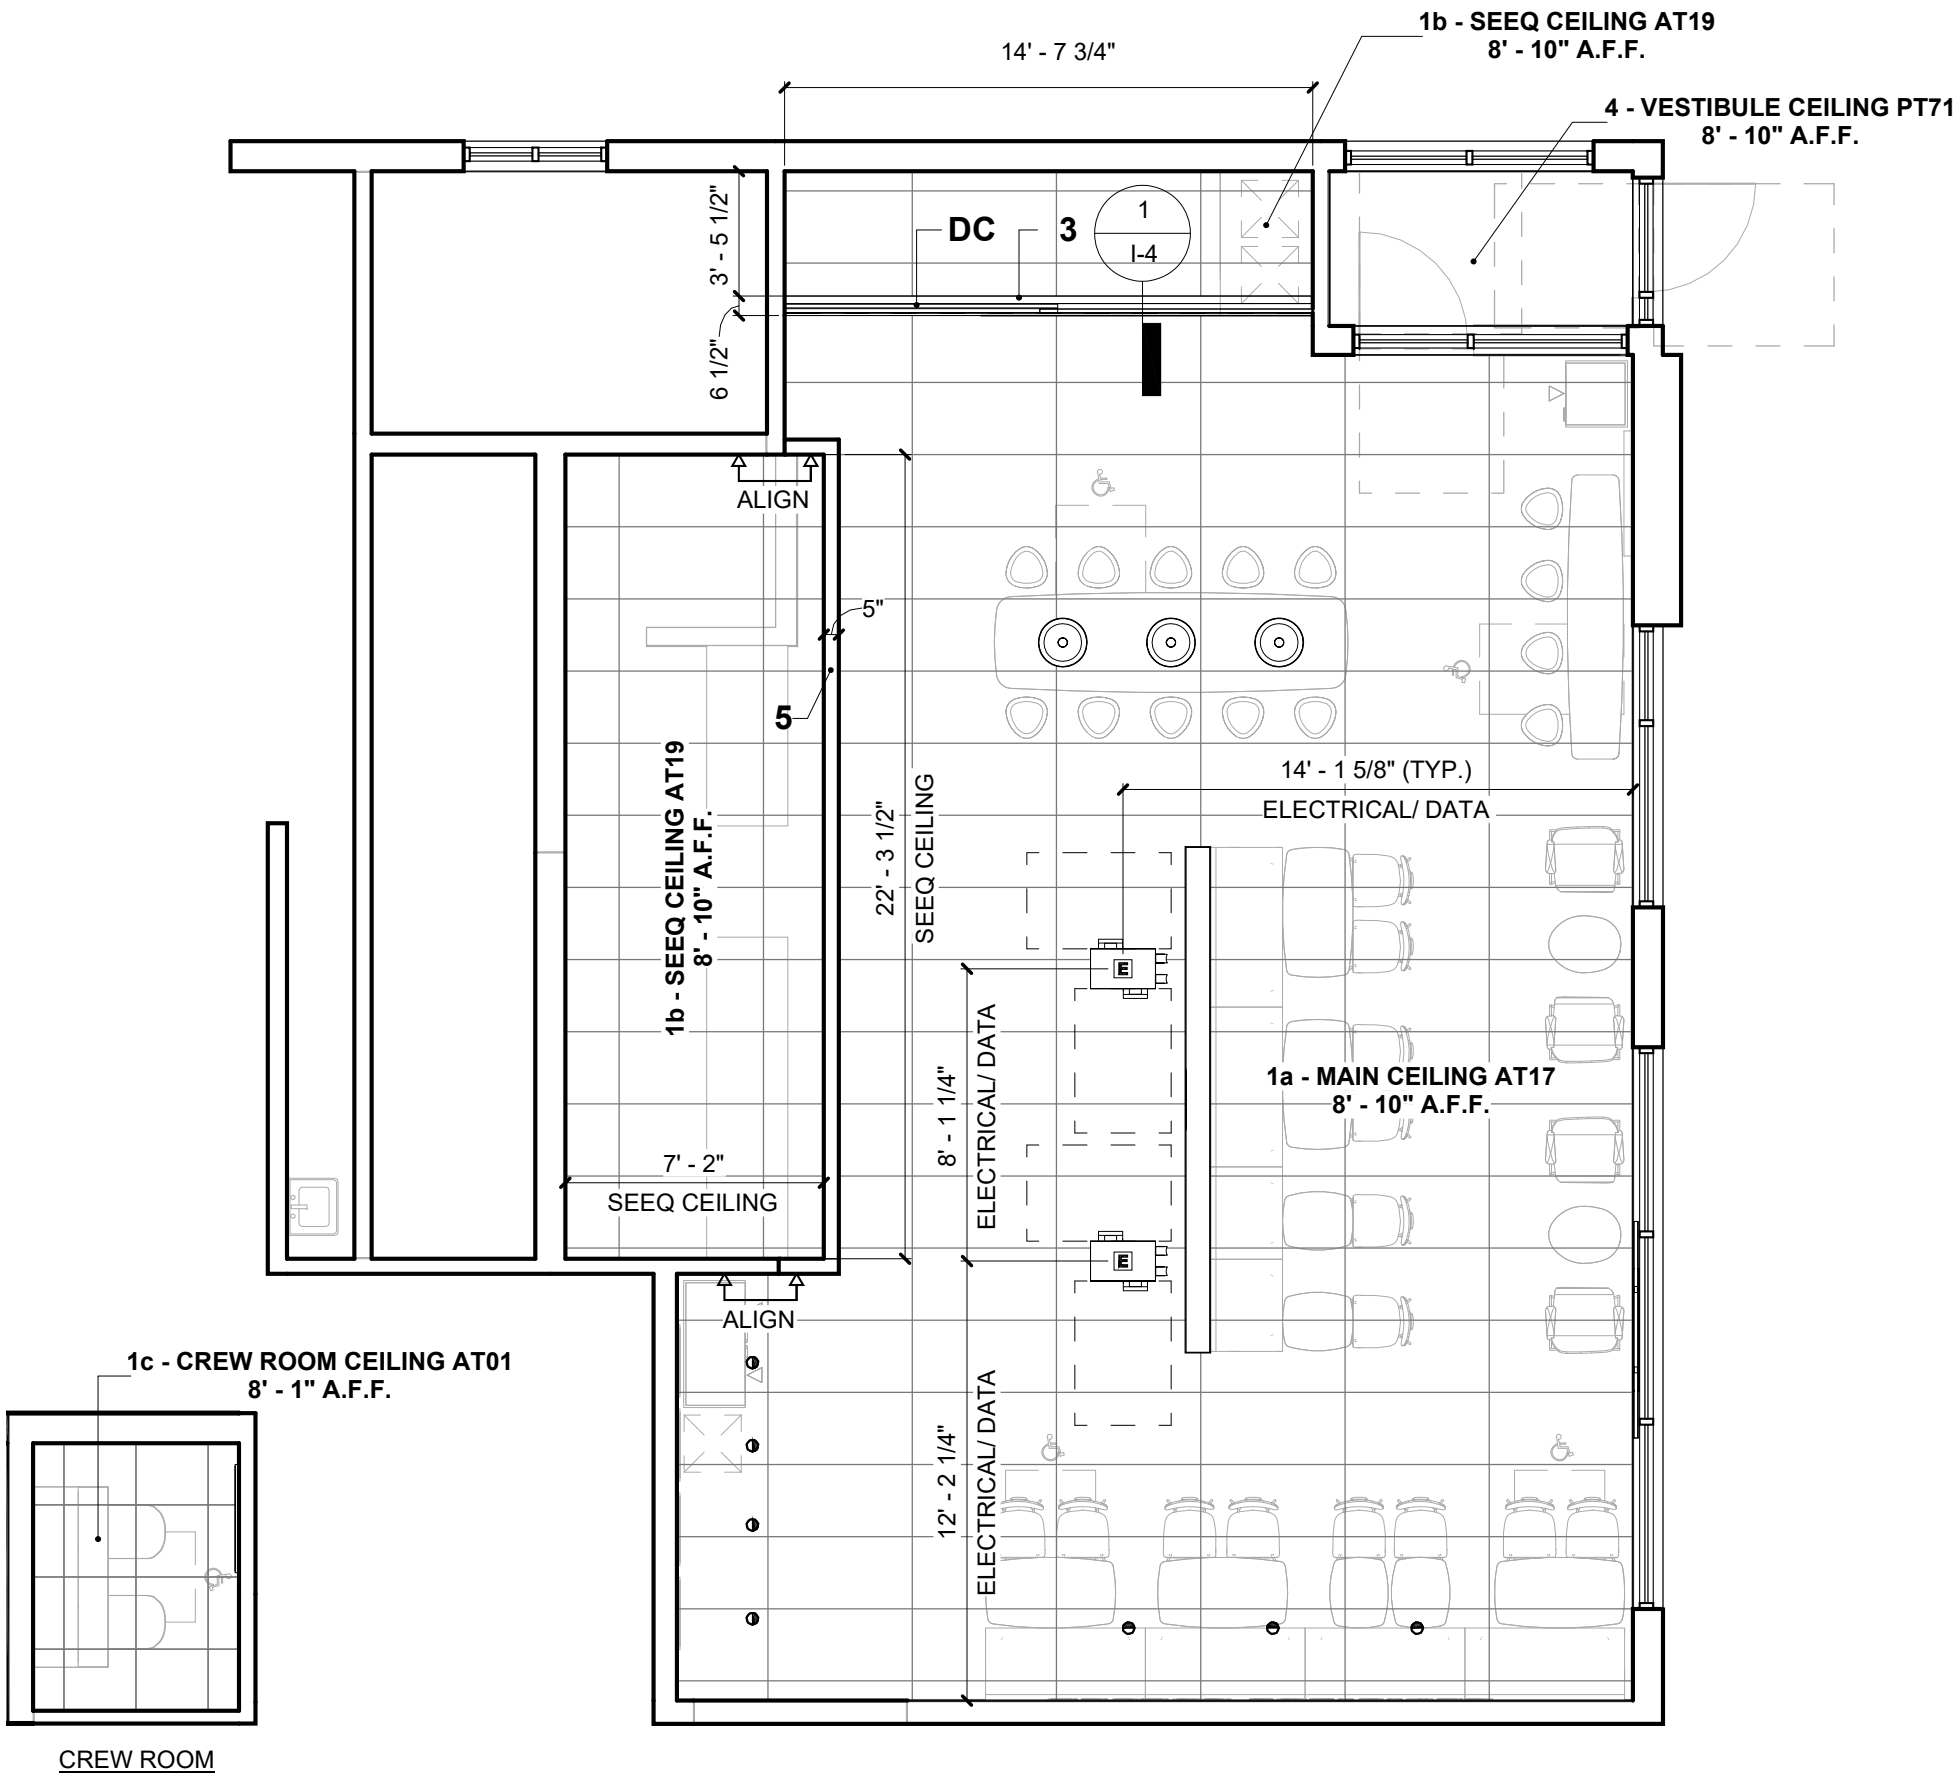 14' - 7 3/4"
1b - SEEQ CEILING AT19
8' - 10" A.F.F.
4 - VESTIBULE CEILING PT71
8' - 10" A.F.F.
3' - 5 1/2"
DC
3
1
I-4
6 1/2"
ALIGN
5"
5
1b - SEEQ CEILING AT19
8' - 10" A.F.F.
22' - 3 1/2"
SEEQ CEILING
14' - 1 5/8" (TYP.)
ELECTRICAL/ DATA
E
8' - 1 1/4"
ELECTRICAL/ DATA
1a - MAIN CEILING AT17
8' - 10" A.F.F.
7' - 2"
SEEQ CEILING
E
ALIGN
1c - CREW ROOM CEILING AT01
8' - 1" A.F.F.
12' - 2 1/4"
ELECTRICAL/ DATA
CREW ROOM